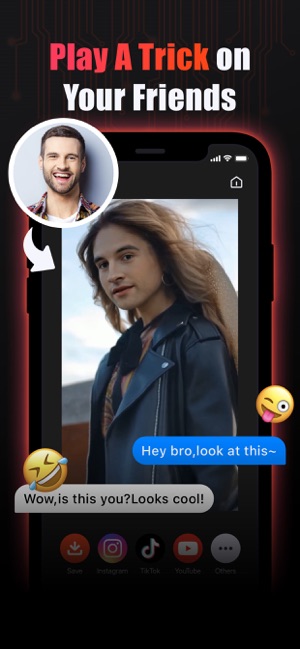 Play A Trick on
Your Friends
Hey bro,look at this~
Wow,is this you?Looks cool!
Save
Instagram
TikTok
YouTube
Others